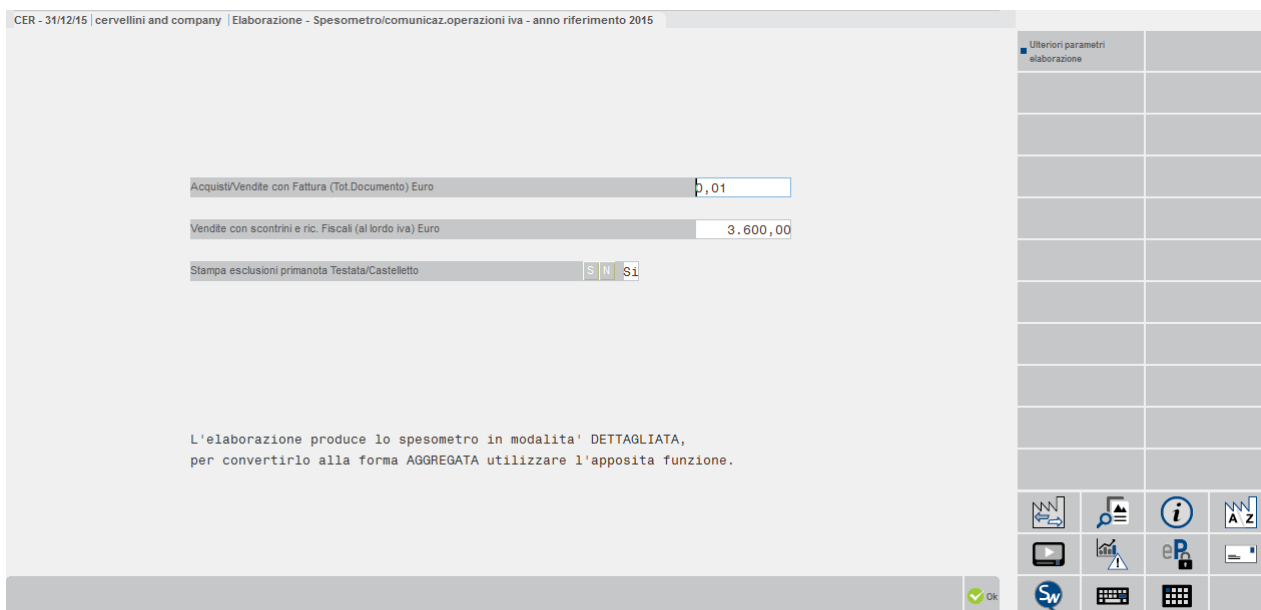 CER - 31/12/15 | cervellini and company | Elaborazione - Spesometro/comunicaz.operazioni iva - anno riferimento 2015
Ulteriori parametri
elaborazione
Acquisti/Vendite con Fattura (Tot.Documento) Euro 0,01
Vendite con scontrini e ric. Fiscali (al lordo iva) Euro 3.600,00
Stampa esclusioni primanota Testata/Castelletto S N Si
L'elaborazione produce lo spesometro in modalita' DETTAGLIATA,
per convertirlo alla forma AGGREGATA utilizzare l'apposita funzione.
i
A Z
eP
Ok
Sw